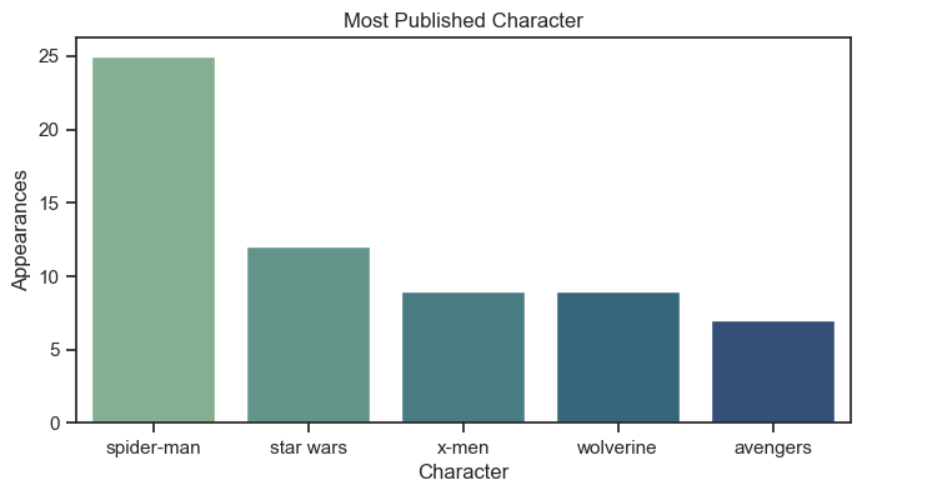 Most Published Character
Appearances
25
20
15
10
5
0
spider-man star wars x-men wolverine avengers
Character